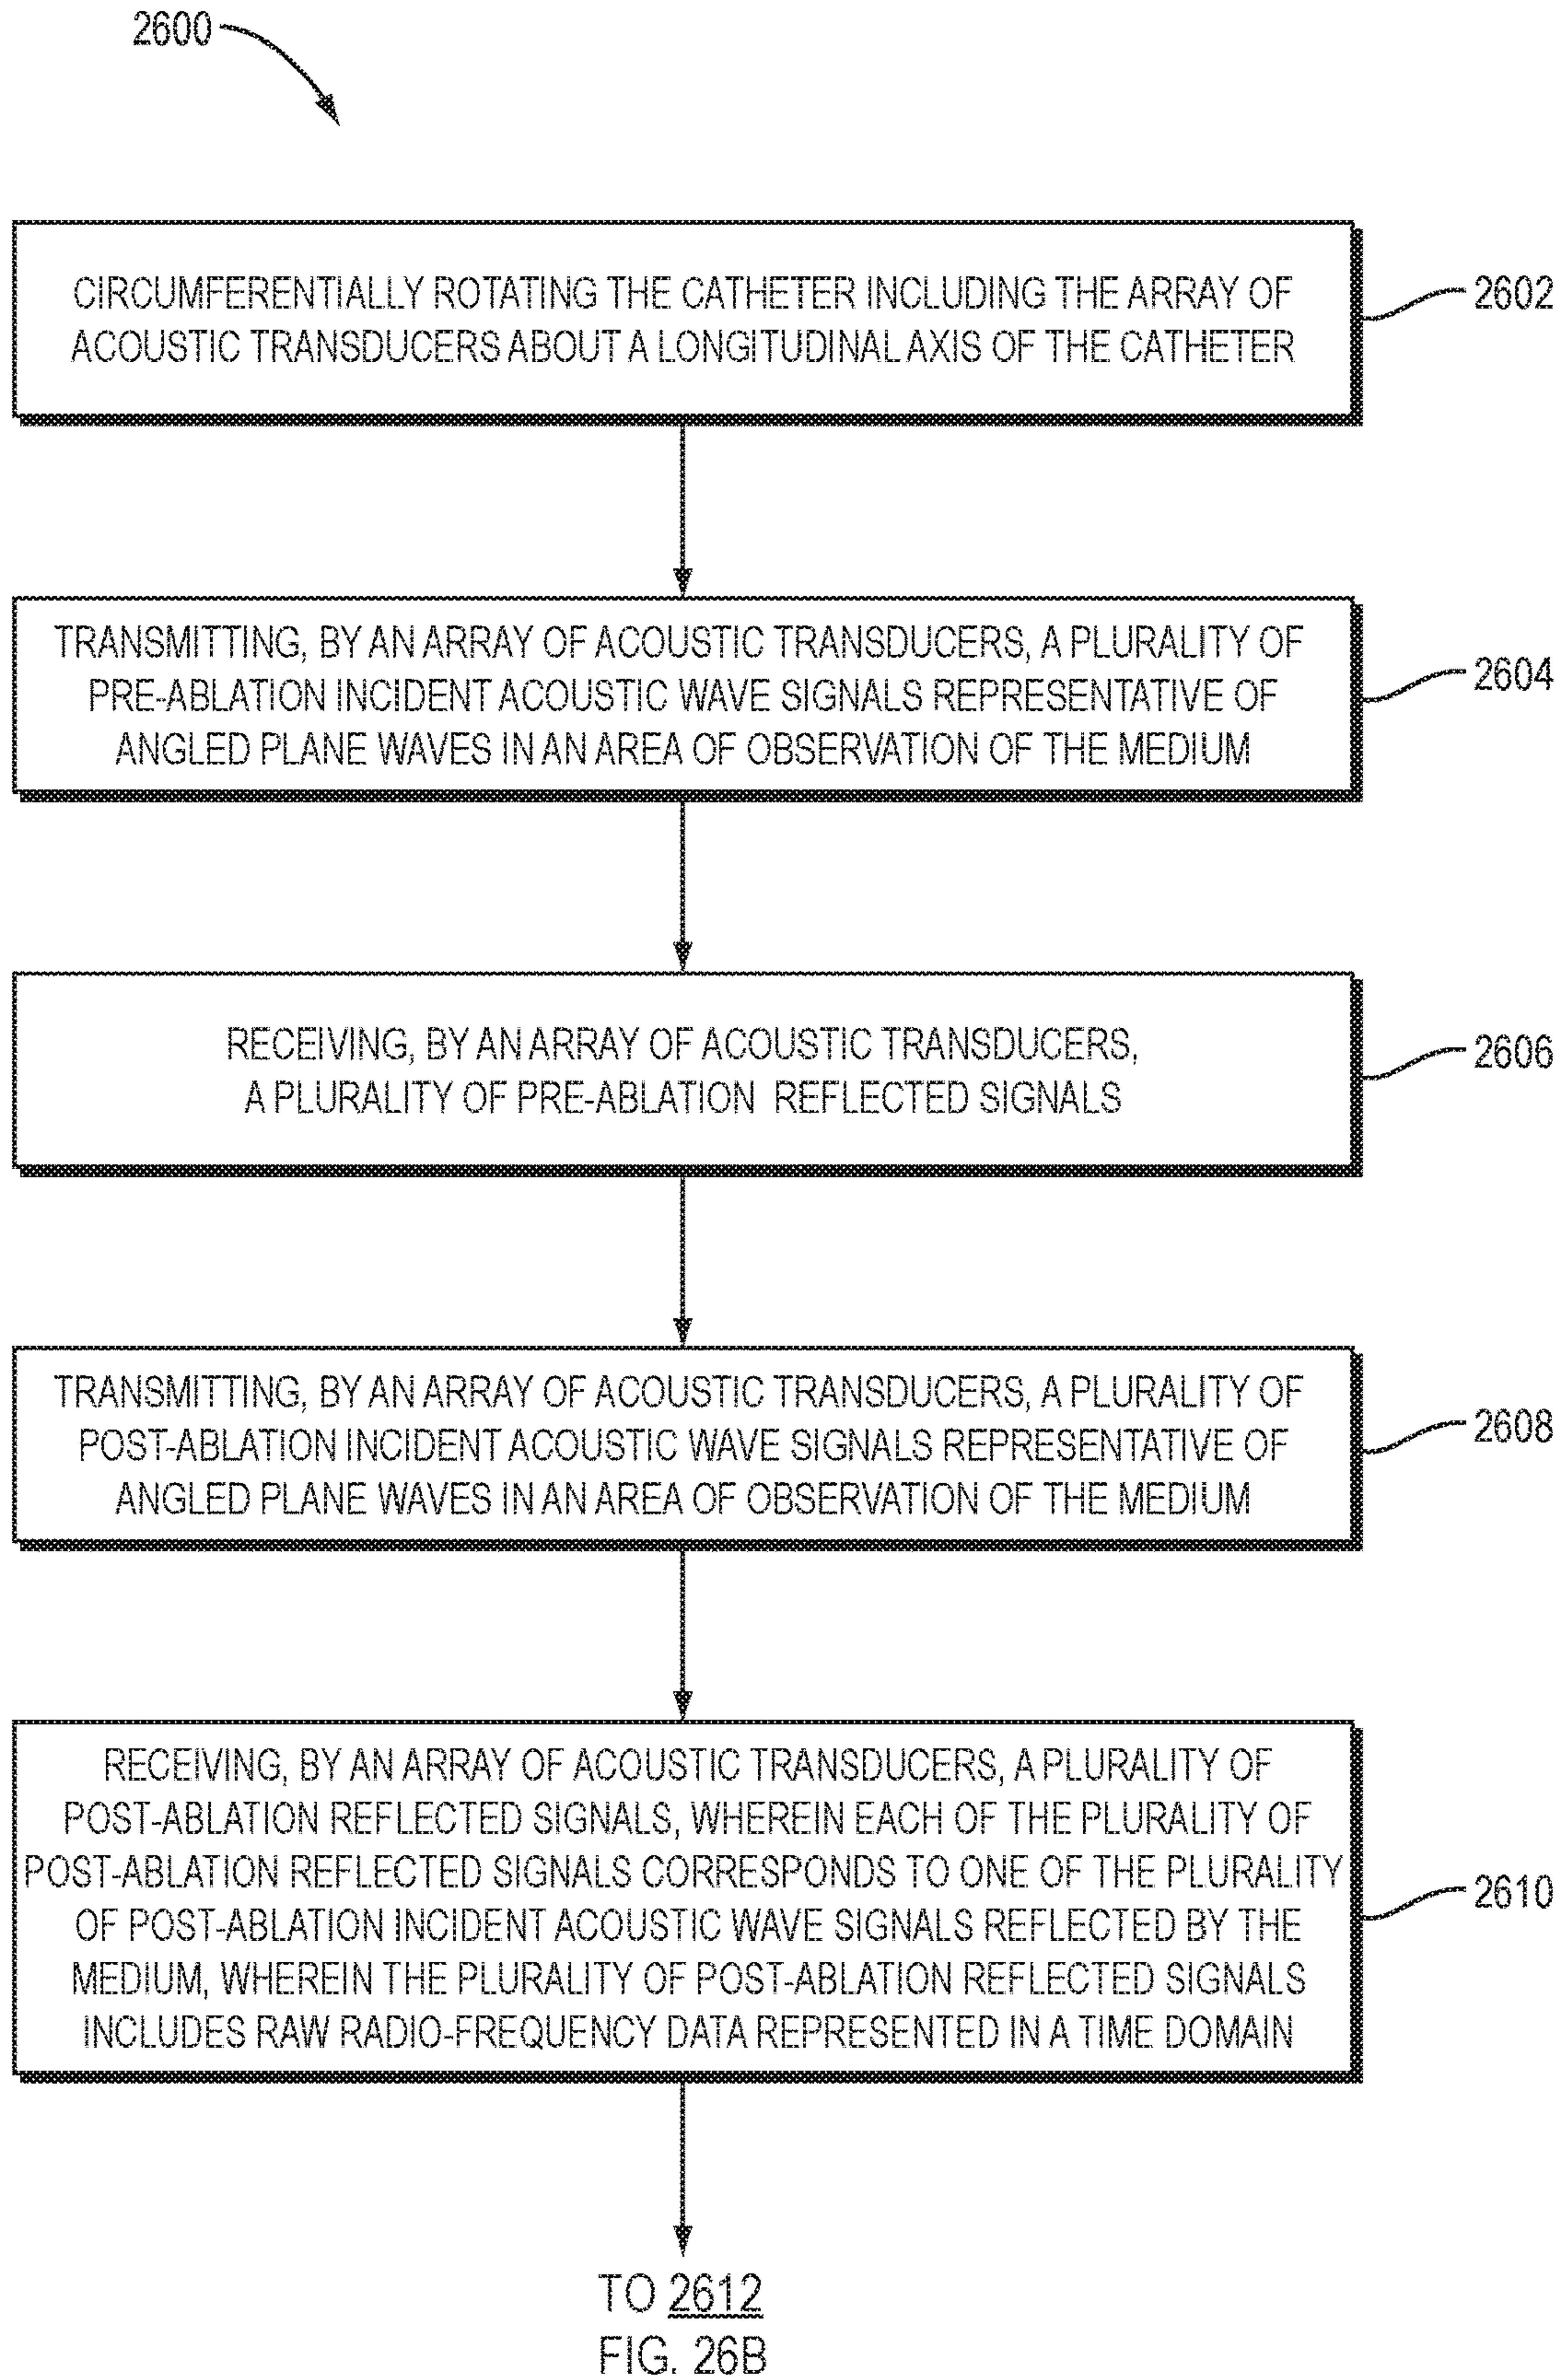 2600
CIRCUMFERENTIALLY ROTATING THE CATHETER INCLUDING THE ARRAY OF
ACOUSTIC TRANSDUCERS ABOUT A LONGITUDINAL AXIS OF THE CATHETER
2602
TRANSMITTING, BY AN ARRAY OF ACOUSTIC TRANSDUCERS, A PLURALITY OF
PRE-ABLATION INCIDENT ACOUSTIC WAVE SIGNALS REPRESENTATIVE OF
ANGLED PLANE WAVES IN AN AREA OF OBSERVATION OF THE MEDIUM
2604
RECEIVING, BY AN ARRAY OF ACOUSTIC TRANSDUCERS,
A PLURALITY OF PRE-ABLATION REFLECTED SIGNALS
2606
TRANSMITTING, BY AN ARRAY OF ACOUSTIC TRANSDUCERS, A PLURALITY OF
POST-ABLATION INCIDENT ACOUSTIC WAVE SIGNALS REPRESENTATIVE OF
ANGLED PLANE WAVES IN AN AREA OF OBSERVATION OF THE MEDIUM
2608
RECEIVING, BY AN ARRAY OF ACOUSTIC TRANSDUCERS, A PLURALITY OF
POST-ABLATION REFLECTED SIGNALS, WHEREIN EACH OF THE PLURALITY OF
POST-ABLATION REFLECTED SIGNALS CORRESPONDS TO ONE OF THE PLURALITY
OF POST-ABLATION INCIDENT ACOUSTIC WAVE SIGNALS REFLECTED BY THE
MEDIUM, WHEREIN THE PLURALITY OF POST-ABLATION REFLECTED SIGNALS
INCLUDES RAW RADIO-FREQUENCY DATA REPRESENTED IN A TIME DOMAIN
2610
TO 2612
FIG. 26B